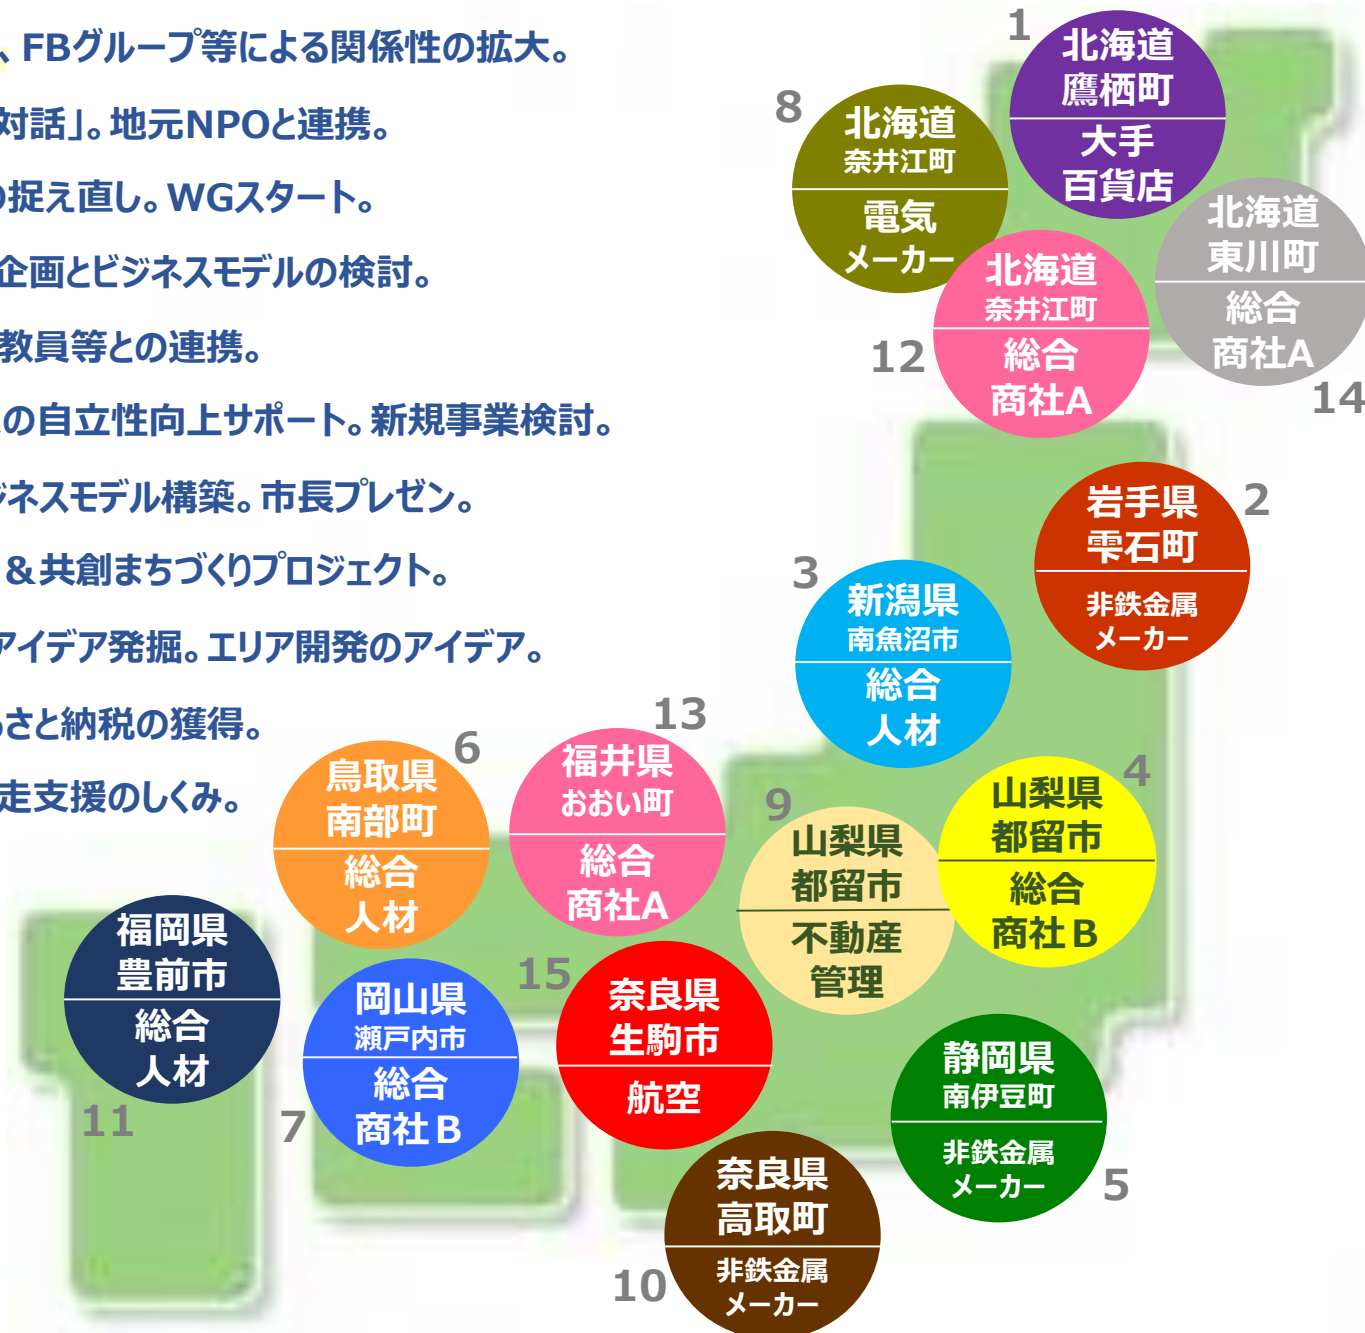 、FBグループ等による関係性の拡大。
対話」。地元NPOと連携。
の捉え直し。WGスタート。
企画とビジネスモデルの検討。
教員等との連携。
の自立性向上サポート。新規事業検討。
ジネスモデル構築。市長プレゼン。
&共創まちづくりプロジェクト。
アイデア発掘。エリア開発のアイデア。
るさと納税の獲得。
走支援のしくみ。
1
北海道
鷹栖町
大手
百貨店
8
北海道
奈井江町
電気
メーカー
北海道
東川町
総合
商社A
14
12
北海道
奈井江町
総合
商社A
2
岩手県
雫石町
非鉄金属
メーカー
3
新潟県
南魚沼市
総合
人材
13
福井県
おおい町
総合
商社A
6
鳥取県
南部町
総合
人材
9
山梨県
都留市
不動産
管理
4
山梨県
都留市
総合
商社B
福岡県
豊前市
総合
人材
11
7
岡山県
瀬戸内市
総合
商社B
15
奈良県
生駒市
航空
静岡県
南伊豆町
非鉄金属
メーカー
5
10
奈良県
高取町
非鉄金属
メーカー